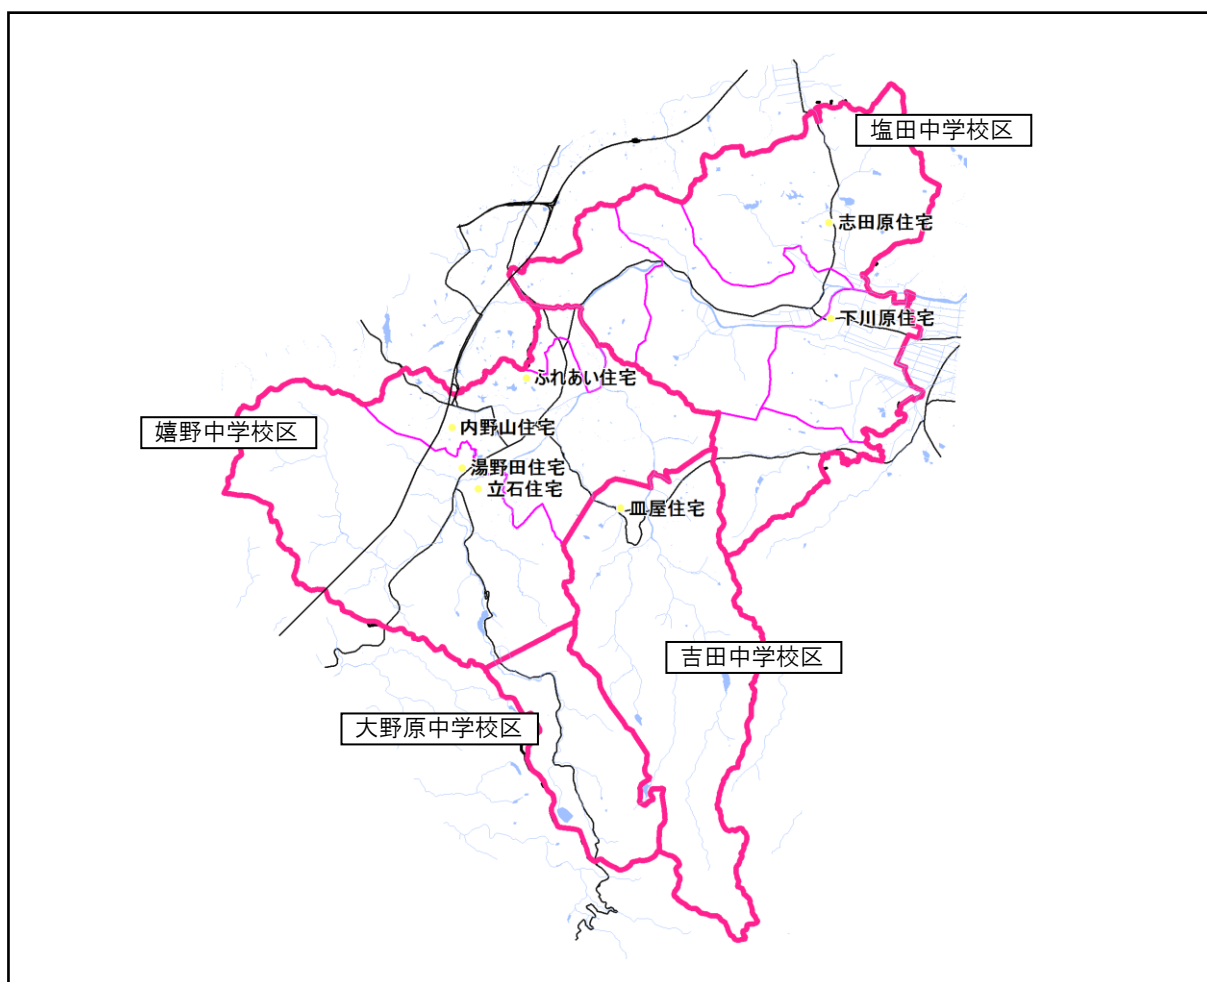 塩田中学校区
志田原住宅
下川原住宅
ふれあい住宅
嬉野中学校区
内野山住宅
湯野田住宅
立石住宅
皿屋住宅
吉田中学校区
大野原中学校区